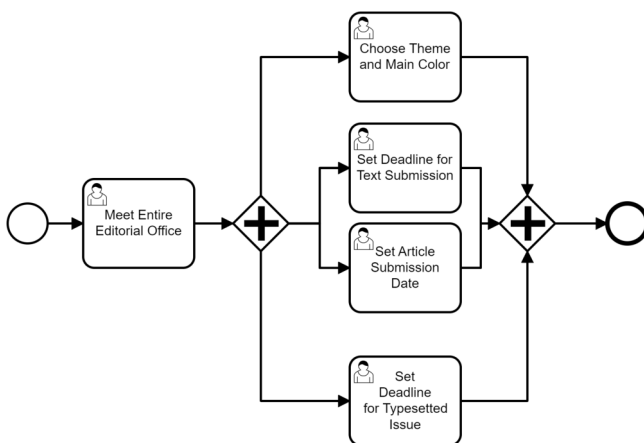 Choose Theme
and Main Color
Set Deadline for
Text Submission
Meet Entire
Editorial Office
Set Article
Submission
Date
Set
Deadline
for Typesetted
Issue